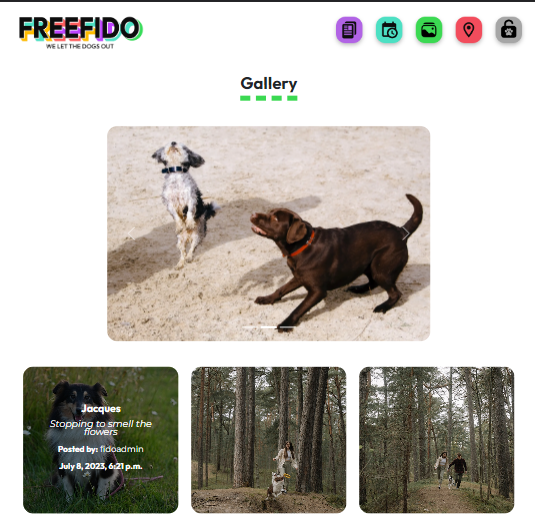 FREEFIDO
WE LET THE DOGS OUT
Gallery
Jacques
Stopping to smell the
flowers
Posted by: fidoadmin
July 8, 2023, 6:21 p.m.